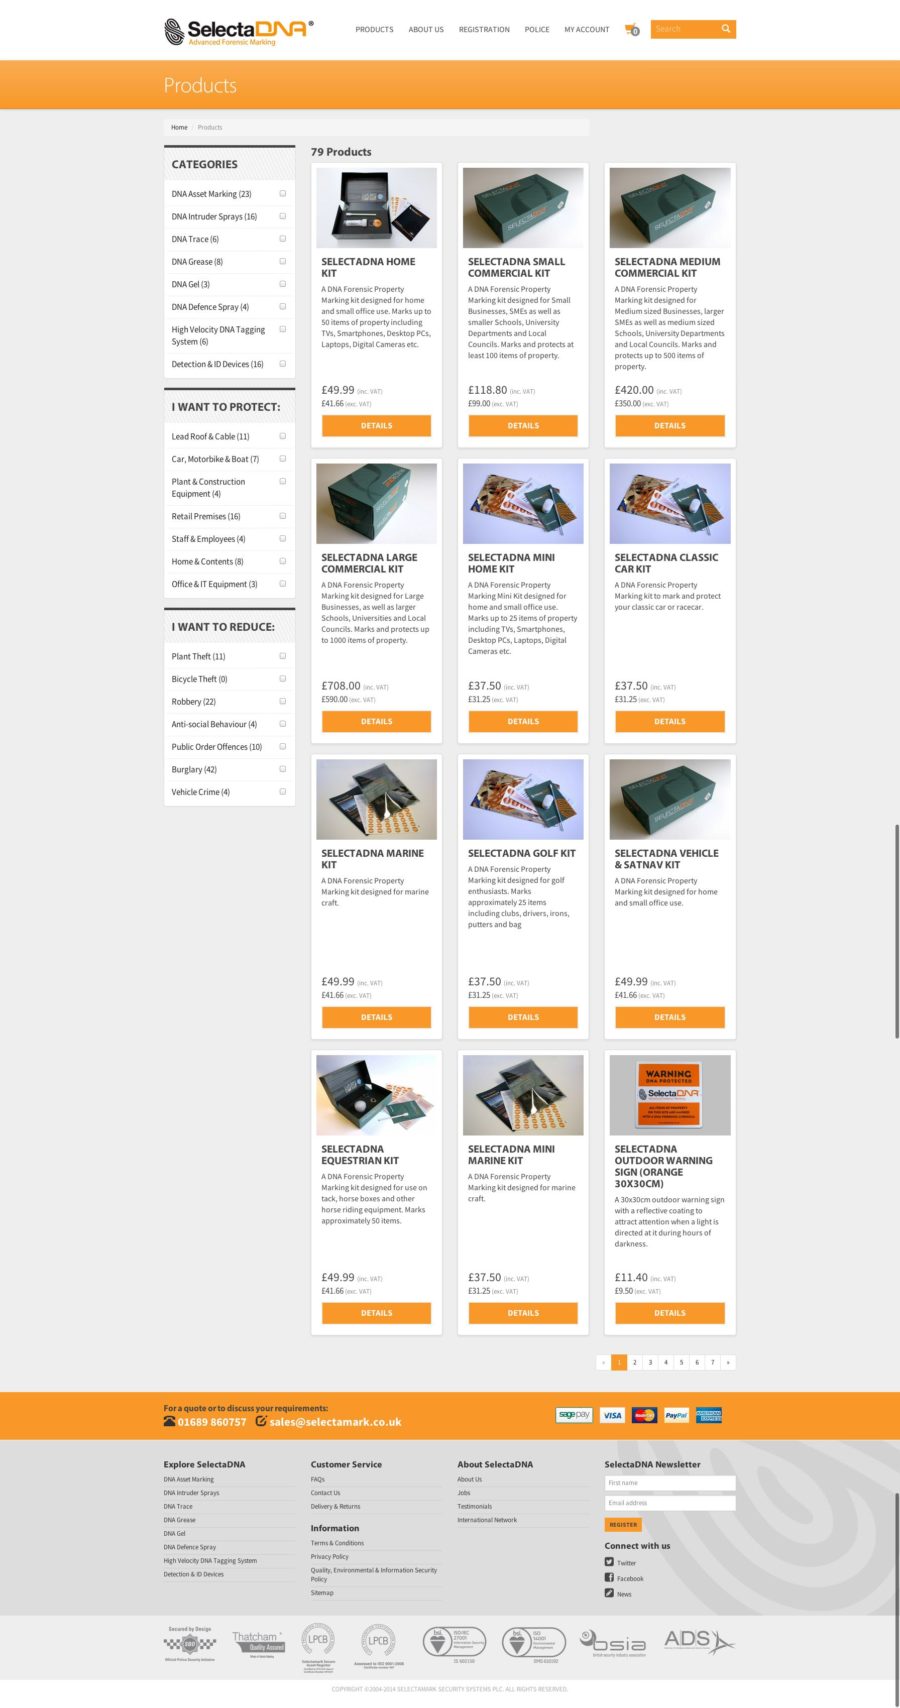 SelectaDNA®
Advanced Forensic Marking
PRODUCTS
ABOUT US
REGISTRATION
POLICE
MY ACCOUNT
0
Search
Products
Home / Products
CATEGORIES
DNA Asset Marking (23)
DNA Intruder Sprays (16)
DNA Trace (6)
DNA Grease (8)
DNA Gel (3)
DNA Defence Spray (4)
High Velocity DNA Tagging
System (6)
Detection & ID Devices (16)
I WANT TO PROTECT:
Lead Roof & Cable (11)
Car, Motorbike & Boat (7)
Plant & Construction
Equipment (4)
Retail Premises (16)
Staff & Employees (4)
Home & Contents (8)
Office & IT Equipment (3)
I WANT TO REDUCE:
Plant Theft (11)
Bicycle Theft (0)
Robbery (22)
Anti-social Behaviour (4)
Public Order Offences (10)
Burglary (42)
Vehicle Crime (4)
79 Products
SELECTADNA HOME
KIT
A DNA Forensic Property
Marking kit designed for home
and small office use. Marks up to
50 items of property including
TVs, Smartphones, Desktop PCs,
Laptops, Digital Cameras etc.
£49.99 (inc. VAT)
£41.66 (exc. VAT)
DETAILS
SELECTADNA
SELECTADNA SMALL
COMMERCIAL KIT
A DNA Forensic Property
Marking kit designed for Small
Businesses, SMEs as well as
smaller Schools, University
Departments and Local
Councils. Marks and protects at
least 100 items of property.
£118.80 (inc. VAT)
£99.00 (exc. VAT)
DETAILS
SELECTADNA
SELECTADNA MEDIUM
COMMERCIAL KIT
A DNA Forensic Property
Marking kit designed for
Medium sized Businesses, larger
SMEs as well as medium sized
Schools, University Departments
and Local Councils. Marks and
protects up to 500 items of
property.
£420.00 (inc. VAT)
£350.00 (exc. VAT)
DETAILS
SELECTADNA LARGE
COMMERCIAL KIT
A DNA Forensic Property
Marking kit designed for Large
Businesses, as well as larger
Schools, Universities and Local
Councils. Marks and protects up
to 1000 items of property.
£708.00 (inc. VAT)
£590.00 (exc. VAT)
DETAILS
SELECTADNA MINI
HOME KIT
A DNA Forensic Property
Marking Mini Kit designed for
home and small office use.
Marks up to 25 items of property
including TVs, Smartphones,
Desktop PCs, Laptops, Digital
Cameras etc.
£37.50 (inc. VAT)
£31.25 (exc. VAT)
DETAILS
SELECTADNA CLASSIC
CAR KIT
A DNA Forensic Property
Marking kit to mark and protect
your classic car or racecar.
£37.50 (inc. VAT)
£31.25 (exc. VAT)
DETAILS
SELECTADNA MARINE
KIT
A DNA Forensic Property
Marking kit designed for marine
craft.
£49.99 (inc. VAT)
£41.66 (exc. VAT)
DETAILS
SELECTADNA GOLF KIT
A DNA Forensic Property
Marking kit designed for golf
enthusiasts. Marks
approximately 25 items
including clubs, drivers, irons,
putters and bag
£37.50 (inc. VAT)
£31.25 (exc. VAT)
DETAILS
SELECTADNA
SELECTADNA VEHICLE
& SATNAV KIT
A DNA Forensic Property
Marking kit designed for home
and small office use.
£49.99 (inc. VAT)
£41.66 (exc. VAT)
DETAILS
SELECTADNA
EQUESTRIAN KIT
A DNA Forensic Property
Marking kit designed for use on
tack, horse boxes and other
horse riding equipment. Marks
approximately 50 items.
£49.99 (inc. VAT)
£41.66 (exc. VAT)
DETAILS
SELECTADNA MINI
MARINE KIT
A DNA Forensic Property
Marking kit designed for marine
craft.
£37.50 (inc. VAT)
£31.25 (exc. VAT)
DETAILS
WARNING
DNA PROTECTED
SelectaDNA
SELECTADNA
OUTDOOR WARNING
SIGN (ORANGE
30X30CM)
A 30x30cm outdoor warning sign
with a reflective coating to
attract attention when a light is
directed at it during hours of
darkness.
£11.40 (inc. VAT)
£9.50 (exc. VAT)
DETAILS
« 1 2 3 4 5 6 7 »
For a quote or to discuss your requirements:
01689 860757 sales@selectamark.co.uk
sage pay
VISA
MasterCard
PayPal
AMERICAN EXPRESS
Explore SelectaDNA
DNA Asset Marking
DNA Intruder Sprays
DNA Trace
DNA Grease
DNA Gel
DNA Defence Spray
High Velocity DNA Tagging System
Detection & ID Devices
Customer Service
FAQs
Contact Us
Delivery & Returns
Information
Terms & Conditions
Privacy Policy
Quality, Environmental & Information Security
Policy
Sitemap
About SelectaDNA
About Us
Jobs
Testimonials
International Network
SelectaDNA Newsletter
First name
Email address
REGISTER
Connect with us
Twitter
Facebook
News
Secured by Design
SBD
Official Police Security Initiative
Thatcham
Quality Assured
LPCB
LPCB
bsi.
ISO/IEC
27001
Information Security
Management
bsi.
ISO
14001
Environmental
Management
bsia
british security industry association
ADS
COPYRIGHT ©2004-2014 SELECTAMARK SECURITY SYSTEMS PLC. ALL RIGHTS RESERVED.